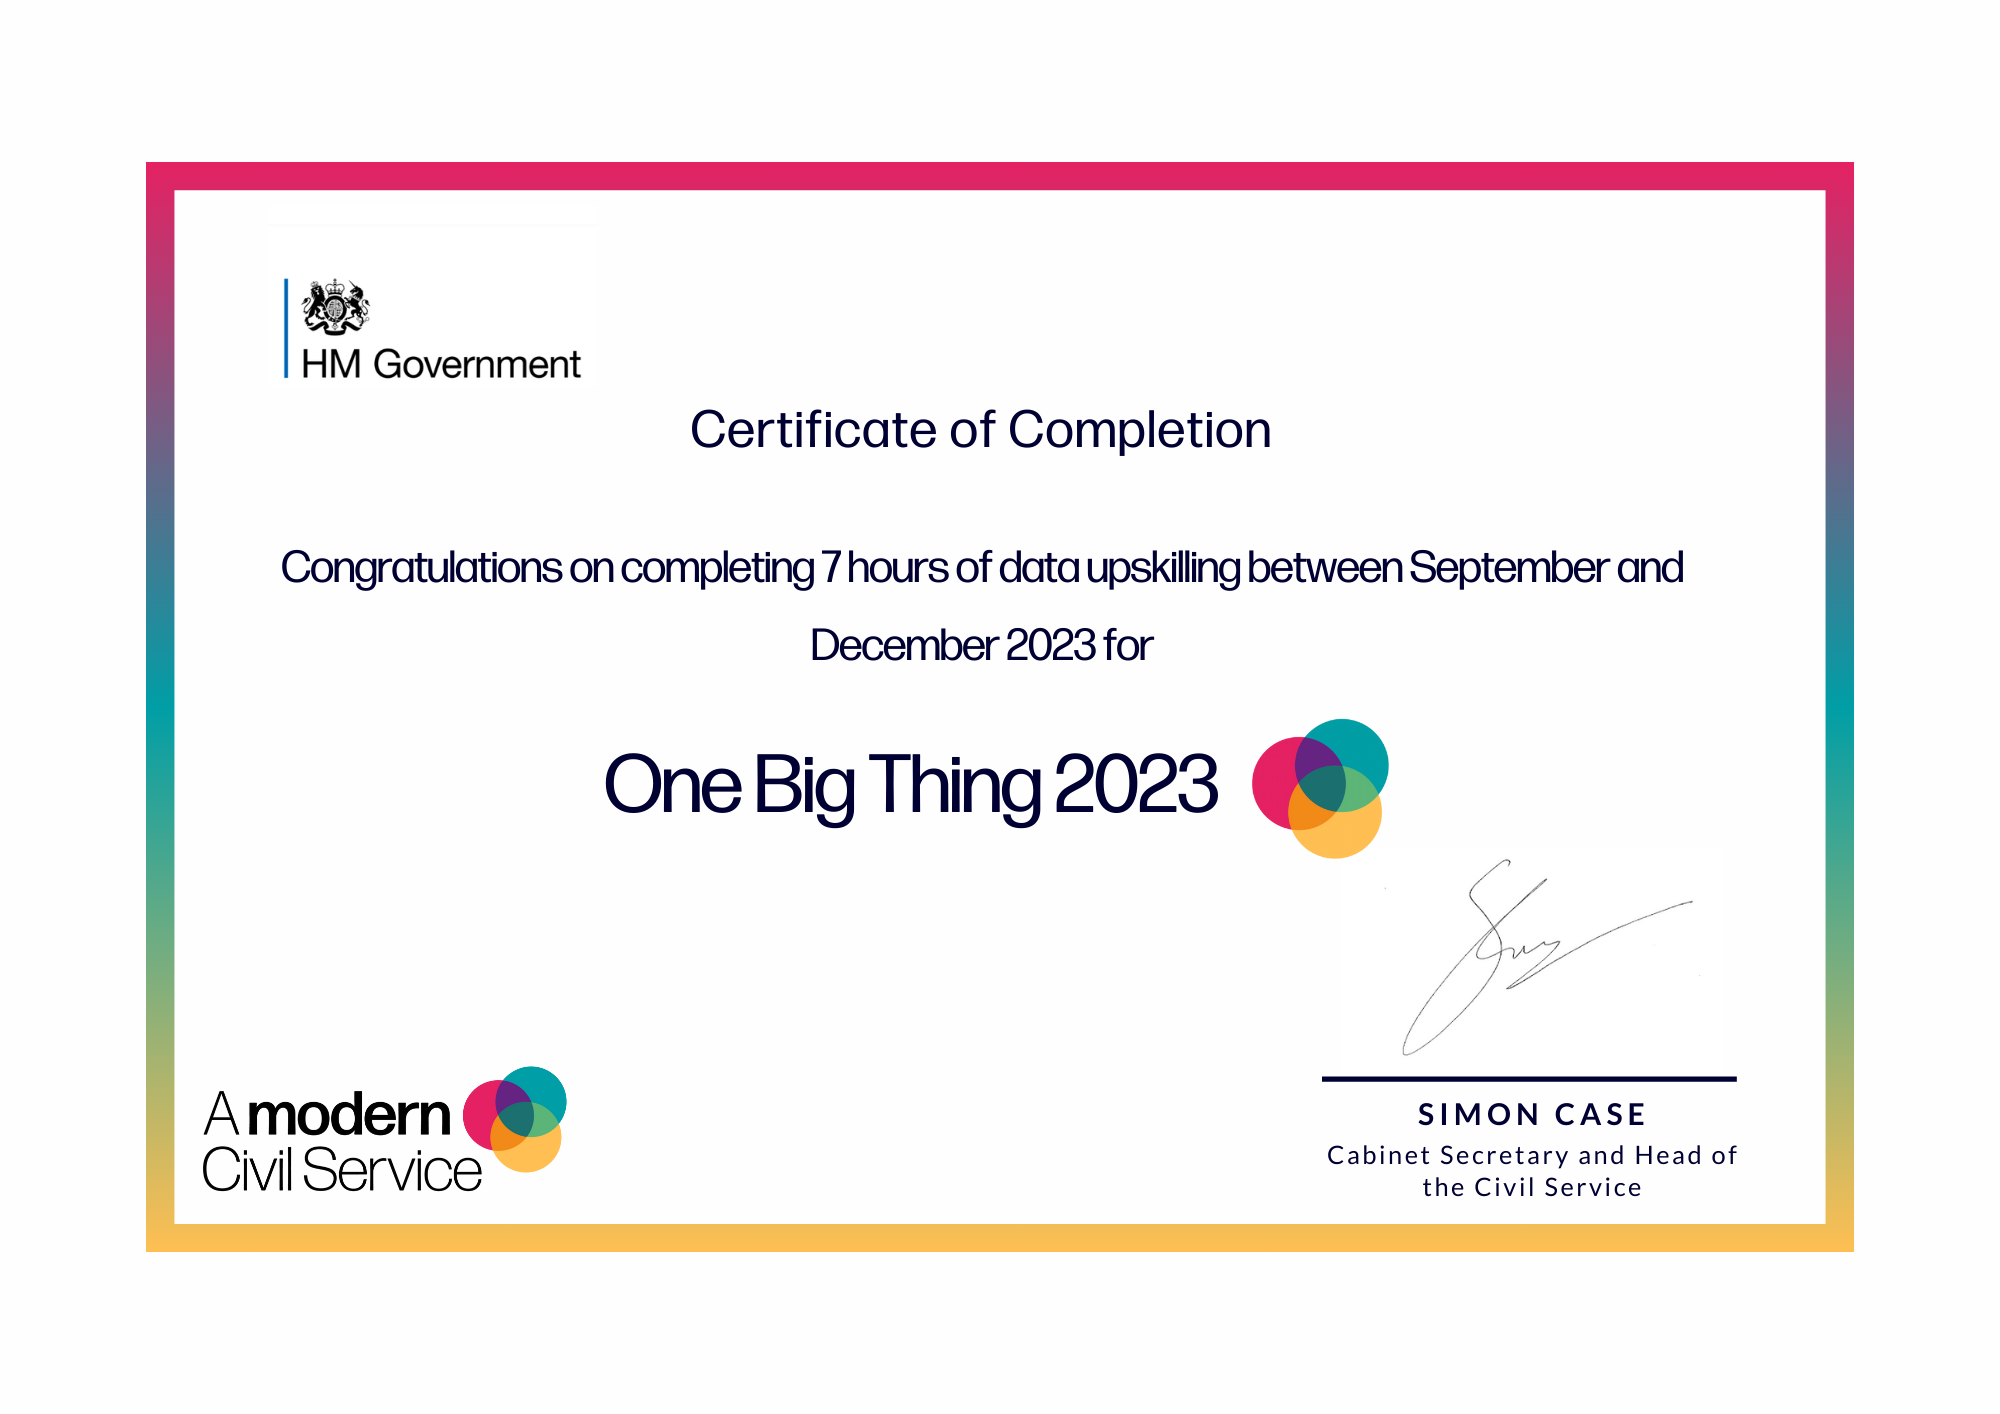 HM Government
Certificate of Completion
Congratulations on completing 7 hours of data upskilling between September and
December 2023 for
One Big Thing 2023
A modern
Civil Service
SIMON CASE
Cabinet Secretary and Head of
the Civil Service